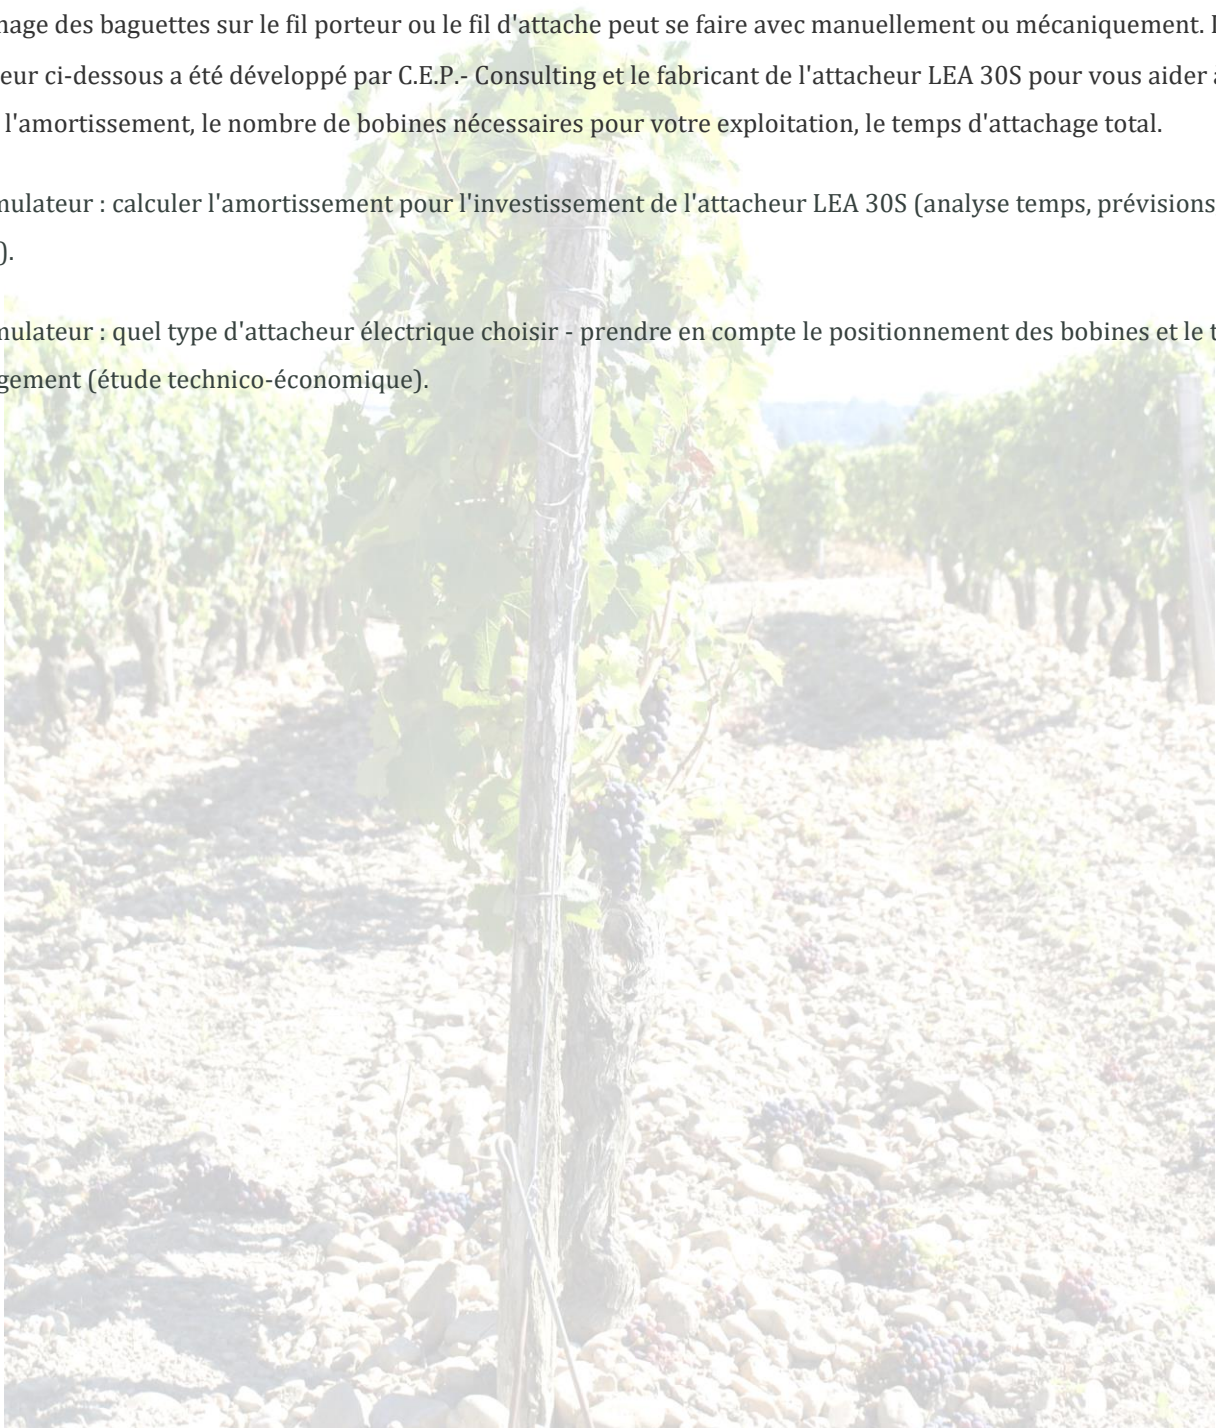 nage des baguettes sur le fil porteur ou le fil d'attache peut se faire avec manuellement ou mécaniquement.
eur ci-dessous a été développé par C.E.P.- Consulting et le fabricant de l'attacheur LEA 30S pour vous aider
l'amortissement, le nombre de bobines nécessaires pour votre exploitation, le temps d'attachage total.
mulateur : calculer l'amortissement pour l'investissement de l'attacheur LEA 30S (analyse temps, prévisions
).
mulateur : quel type d'attacheur électrique choisir - prendre en compte le positionnement des bobines et le t
gement (étude technico-économique).